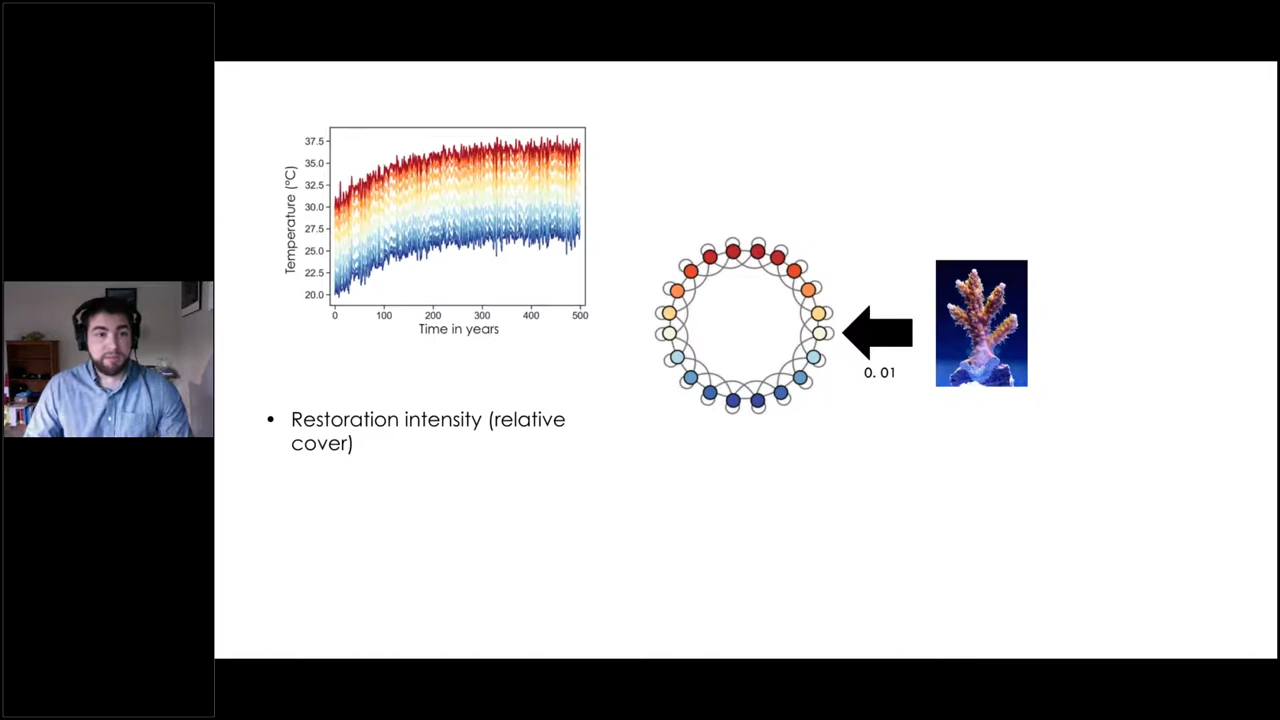 37.5
35.0
32.5
30.0
27.5
25.0
22.5
20.0
Temperature (°C)
0 100 200 300 400 500
Time in years
0. 01
• Restoration intensity (relative
cover)